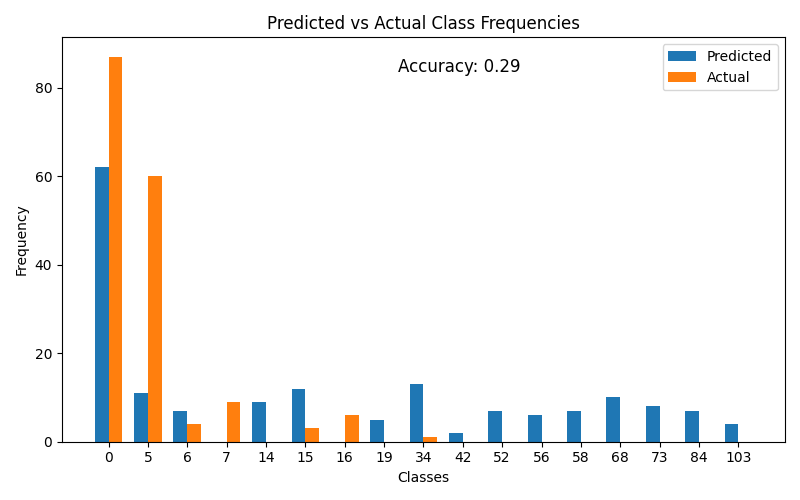 Predicted vs Actual Class Frequencies
Accuracy: 0.29
Predicted
Actual
Frequency
80
60
40
20
0
0 5 6 7 14 15 16 19 34 42 52 56 58 68 73 84 103
Classes